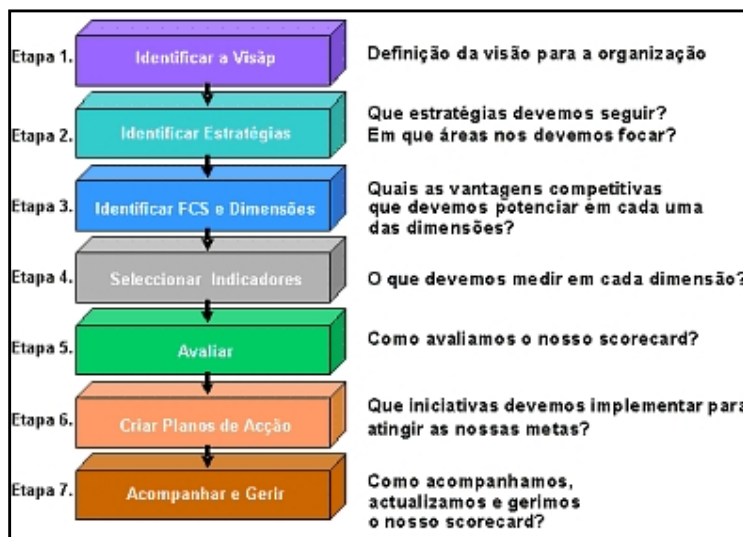 Etapa 1.
Identificar a Visãp
Definição da visão para a organização
Etapa 2.
Identificar Estratégias
Que estratégias devemos seguir?
Em que áreas nos devemos focar?
Etapa 3.
Identificar FCS e Dimensões
Quais as vantagens competitivas
que devemos potenciar em cada uma
das dimensões?
Etapa 4.
Seleccionar Indicadores
O que devemos medir em cada dimensão?
Etapa 5.
Avaliar
Como avaliamos o nosso scorecard?
Etapa 6.
Criar Planos de Acção
Que iniciativas devemos implementar para
atingir as nossas metas?
Etapa 7.
Acompanhar e Gerir
Como acompanhamos,
actualizamos e gerimos
o nosso scorecard?